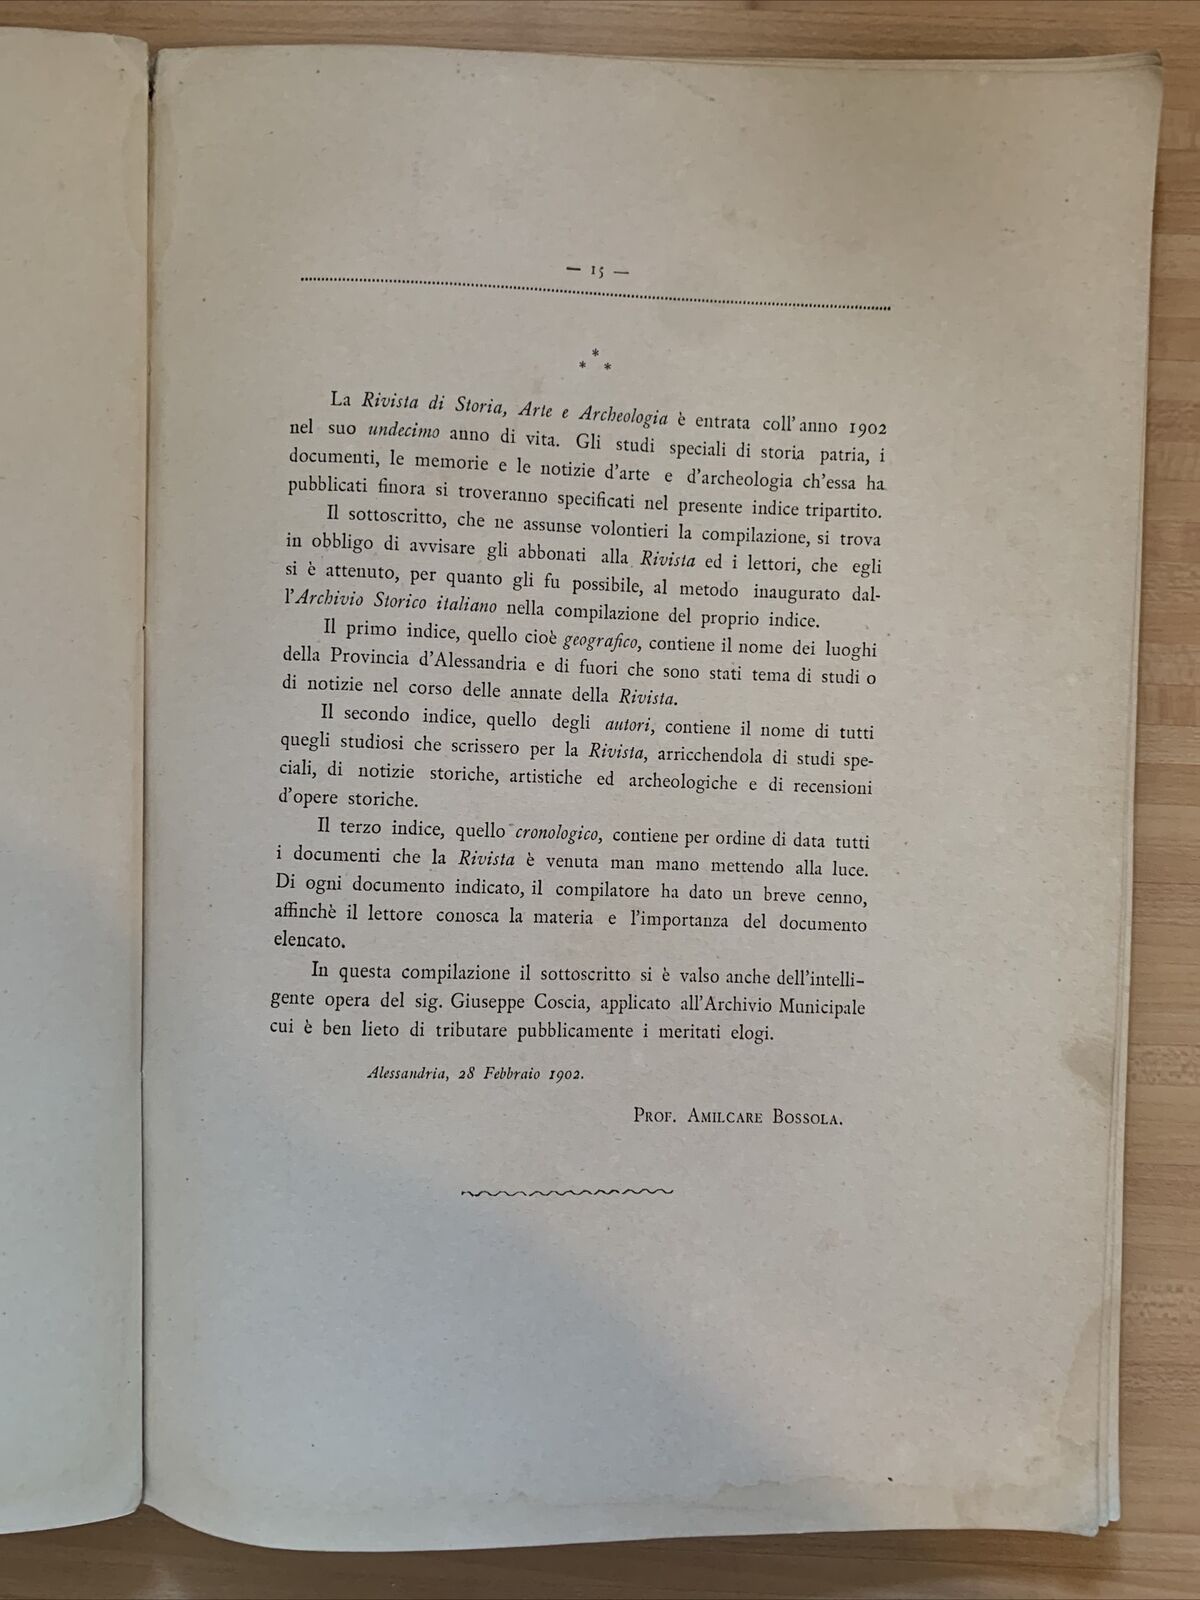 — 15 —
*
* *
La Rivista di Storia, Arte e Archeologia è entrata coll'anno 1902
nel suo undecimo anno di vita. Gli studi speciali di storia patria, i
documenti, le memorie e le notizie d'arte e d'archeologia ch'essa ha
pubblicati finora si troveranno specificati nel presente indice tripartito.
Il sottoscritto, che ne assunse volontieri la compilazione, si trova
in obbligo di avvisare gli abbonati alla Rivista ed i lettori, che egli
si è attenuto, per quanto gli fu possibile, al metodo inaugurato dal-
l'Archivio Storico italiano nella compilazione del proprio indice.
Il primo indice, quello cioè geografico, contiene il nome dei luoghi
della Provincia d'Alessandria e di fuori che sono stati tema di studi o
di notizie nel corso delle annate della Rivista.
Il secondo indice, quello degli autori, contiene il nome di tutti
quegli studiosi che scrissero per la Rivista, arricchendola di studi spe-
ciali, di notizie storiche, artistiche ed archeologiche e di recensioni
d'opere storiche.
Il terzo indice, quello cronologico, contiene per ordine di data tutti
i documenti che la Rivista è venuta man mano mettendo alla luce.
Di ogni documento indicato, il compilatore ha dato un breve cenno,
affinchè il lettore conosca la materia e l'importanza del documento
elencato.
In questa compilazione il sottoscritto si è valso anche dell'intelli-
gente opera del sig. Giuseppe Coscia, applicato all'Archivio Municipale
cui è ben lieto di tributare pubblicamente i meritati elogi.
Alessandria, 28 Febbraio 1902.
PROF. AMILCARE BOSSOLA.